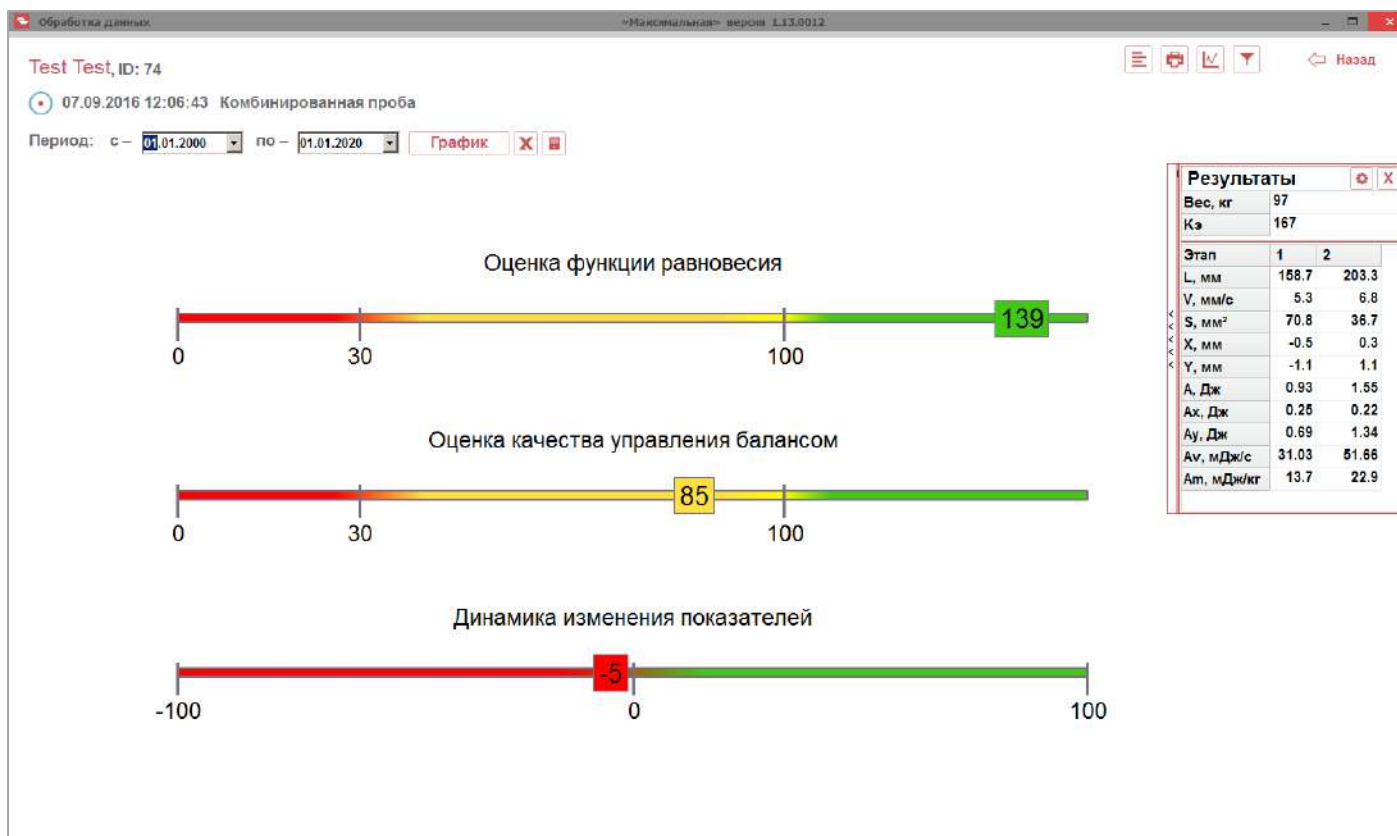 Обработка данных «Максимальная» версия 1.13.0012
Test Test, ID: 74
Назад
07.09.2016 12:06:43 Комбинированная проба
Период: с – 01.01.2000 по – 01.01.2020 График X
Результаты X
Вес, кг 97
Кэ 167
Этап 1 2
L, мм 158.7 203.3
V, мм/с 5.3 6.8
S, мм² 70.8 36.7
X, мм -0.5 0.3
Y, мм -1.1 1.1
A, Дж 0.93 1.55
Ax, Дж 0.25 0.22
Ay, Дж 0.69 1.34
Av, мДж/с 31.03 51.66
Am, мДж/кг 13.7 22.9
Оценка функции равновесия
139
0 30 100
Оценка качества управления балансом
85
0 30 100
Динамика изменения показателей
-5
-100 0 100